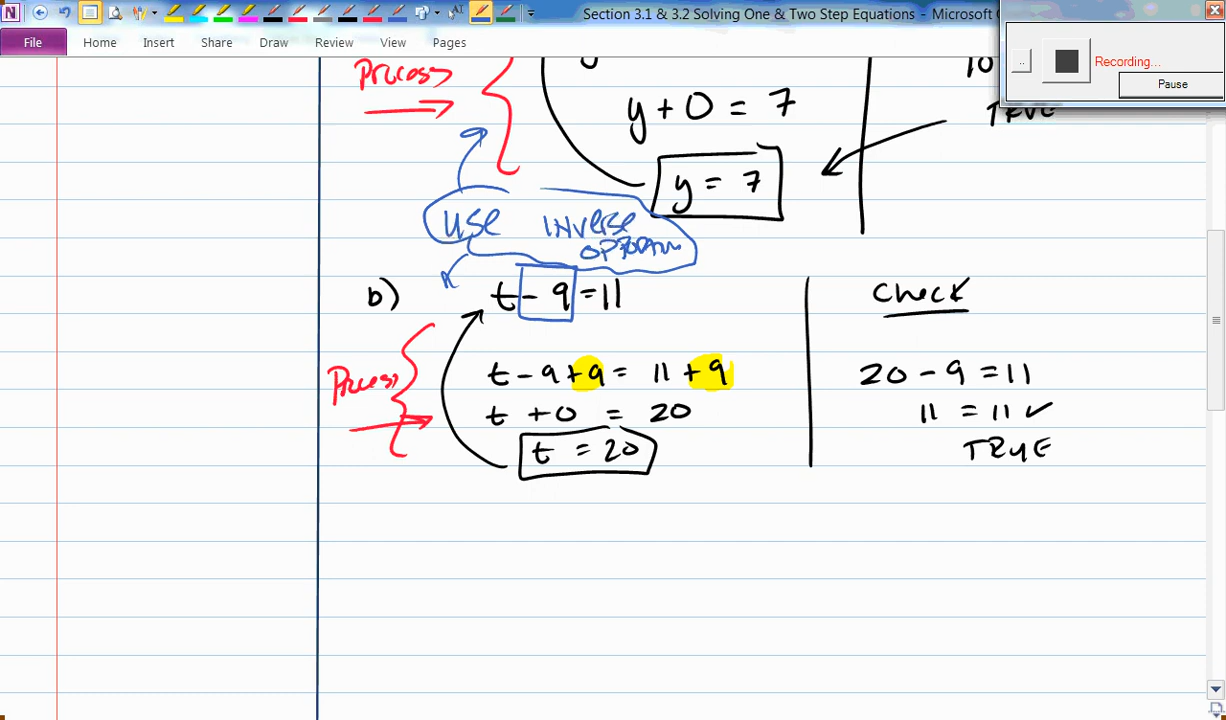 Section 3.1 & 3.2 Solving One & Two Step Equations - Microsoft
File Home Insert Share Draw Review View Pages
Recording...
Pause
Process
10
y + 0 = 7
TRUE
y = 7
use inverse
b) t - 9 = 11
Check
t - 9 + 9 = 11 + 9
20 - 9 = 11
Process
t + 0 = 20
11 = 11 ✓
t = 20
TRUE